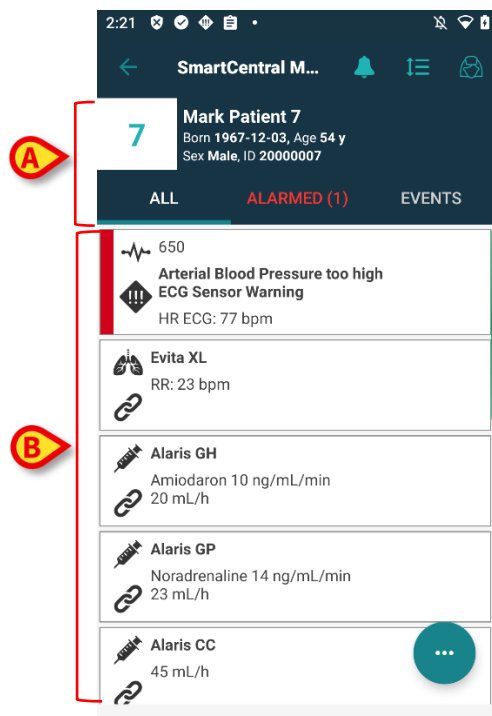 2:21
SmartCentral M...
7
Mark Patient 7
Born 1967-12-03, Age 54 y
Sex Male, ID 20000007
A
ALL ALARMED (1) EVENTS
650
Arterial Blood Pressure too high
ECG Sensor Warning
HR ECG: 77 bpm
Evita XL
RR: 23 bpm
B
Alaris GH
Amiodaron 10 ng/mL/min
20 mL/h
Alaris GP
Noradrenaline 14 ng/mL/min
23 mL/h
Alaris CC
45 mL/h